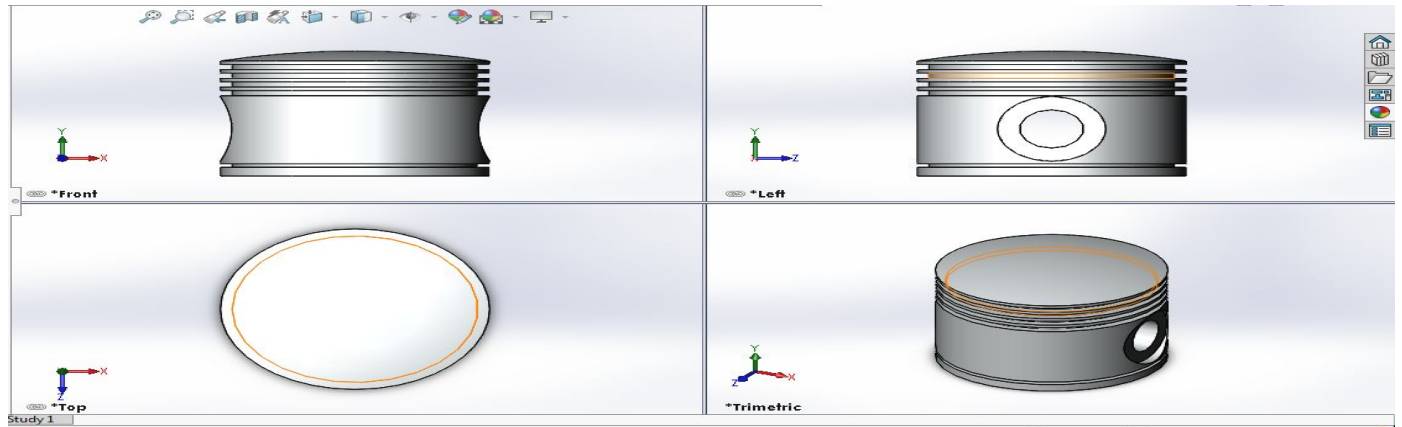 Y
X
*Front
Y
X
Z
*Left
X
Z
*Top
Y
Z
X
*Trimetric
Study 1